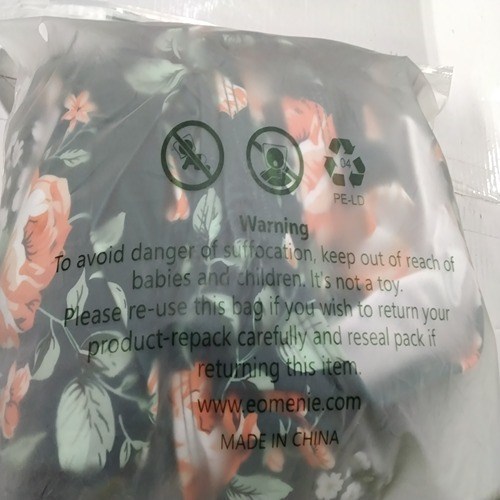 04
PE-LD
Warning
To avoid danger of suffocation, keep out of reach of
babies and children. It's not a toy.
Please re-use this bag if you wish to return your
product-repack carefully and reseal pack if
returning this item.
www.eomenie.com
MADE IN CHINA